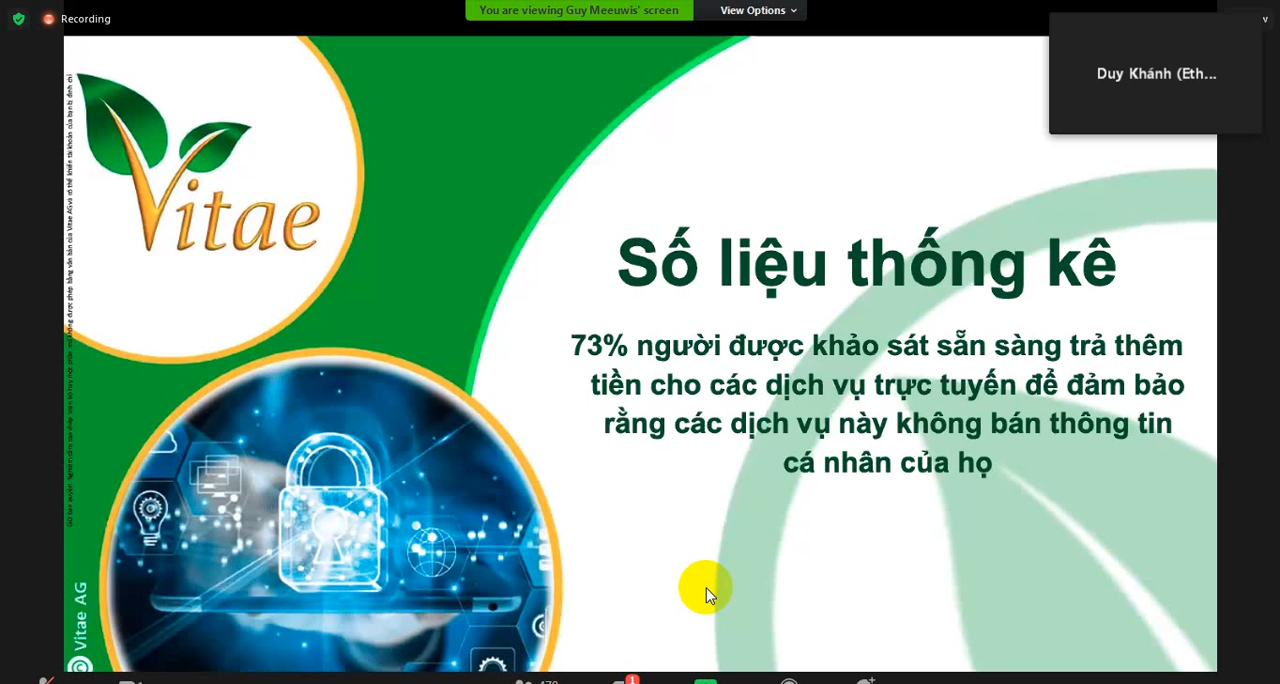 Recording
You are viewing Guy Meeuwis' screen
View Options
Duy Khánh (Eth...
Vitae
Số liệu thống kê
73% người được khảo sát sẵn sàng trả thêm
tiền cho các dịch vụ trực tuyến để đảm bảo
rằng các dịch vụ này không bán thông tin
cá nhân của họ
© Vitae AG
1